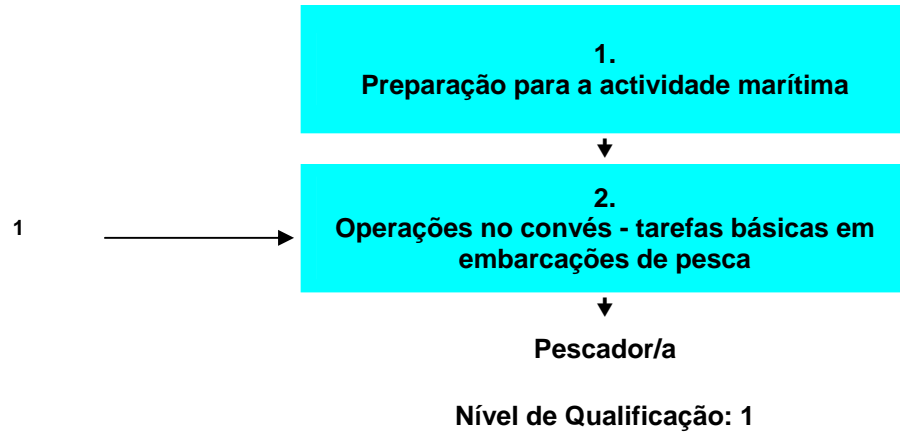 1.
Preparação para a actividade marítima
2.
1
Operações no convés - tarefas básicas em
embarcações de pesca
Pescador/a
Nível de Qualificação: 1